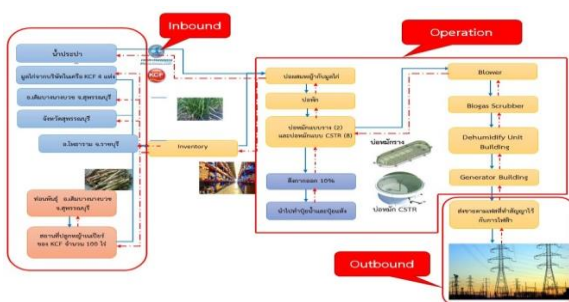 Inbound
Operation
น้ำประปา
มูลไก่จากบริษัทในเครือ KCF 8 แห่ง
อ.เดิมบางนางบวช จ.สุพรรณบุรี
จังหวัดสุพรรณบุรี
อ.โพธาราม จ.ราชบุรี
ท่อนพันธุ์ อ.เดิมบางนางบวช
จ.สุพรรณบุรี
สถานที่ปลูกหญ้าเนเปียร์
ของ KCF จำนวน 100 ไร่
KCF
Inventory
บ่อผสมหญ้ากับมูลไก่
บ่อพัก
บ่อหมักแบบราง (2)
และบ่อหมักแบบ CSTR (8)
ดึงกากออก 10%
นำไปทำปุ๋ยน้ำและปุ๋ยแห้ง
บ่อหมักราง
บ่อหมัก CSTR
Blower
Biogas Scrubber
Dehumidify Unit
Building
Generator Building
ส่งขายตามเฟสที่ทำสัญญาไว้
กับการไฟฟ้า
Outbound